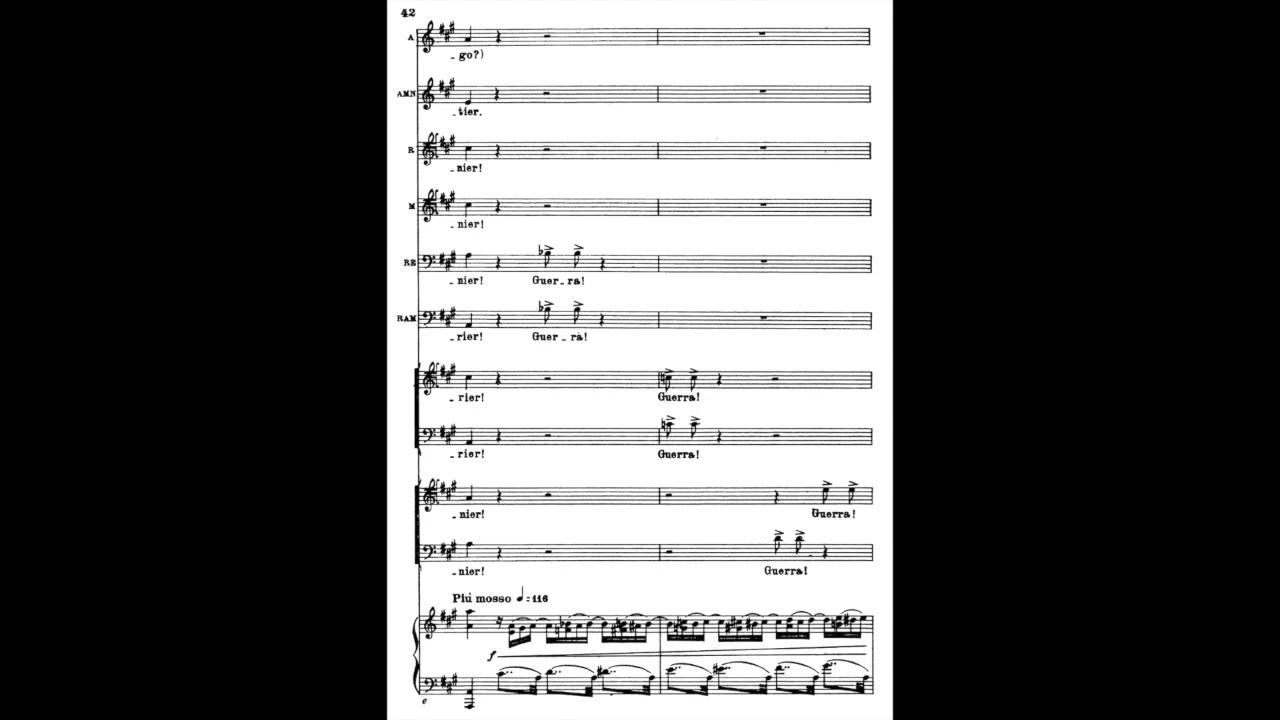 42
A
- go?)
AMN
- tier.
R
- nier!
M
- nier!
RE
- nier! Guer - ra!
RAM
- rier! Guer - ra!
- rier! Guerra!
- rier! Guerra!
- nier! Guerra!
- nier! Guerra!
Più mosso ♩=116
f
c